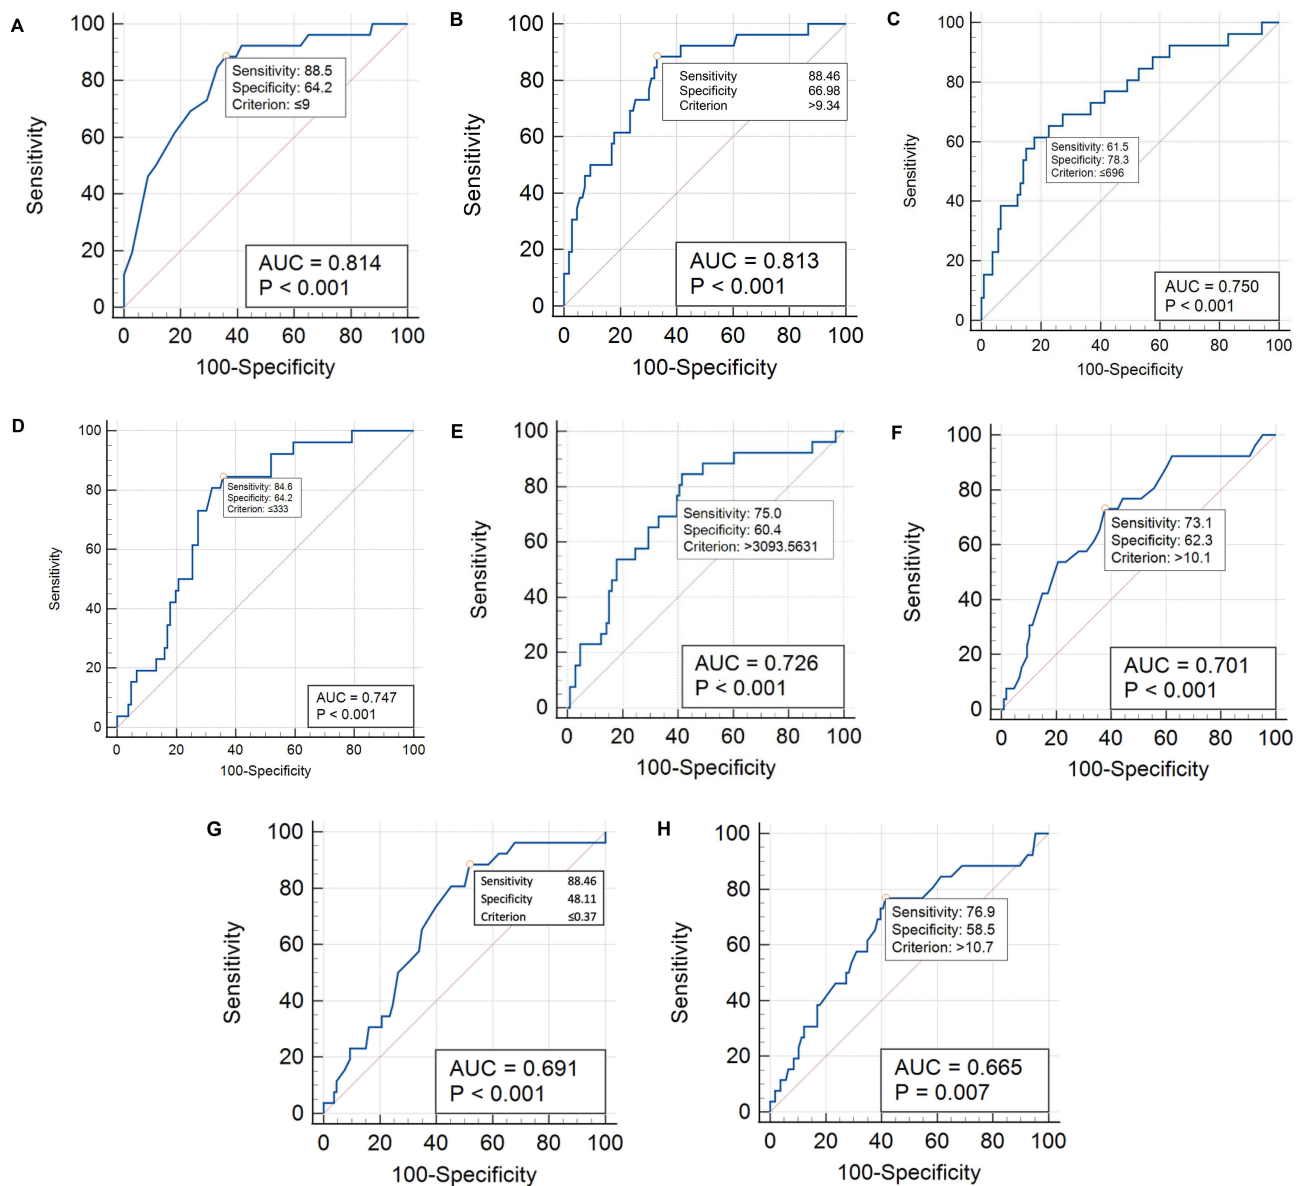 A
100
80
60
40
20
0
Sensitivity
Sensitivity: 88.5
Specificity: 64.2
Criterion: ≤9
AUC = 0.814
P < 0.001
0 20 40 60 80 100
100-Specificity
B
100
80
60
40
20
0
Sensitivity
Sensitivity 88.46
Specificity 66.98
Criterion >9.34
AUC = 0.813
P < 0.001
0 20 40 60 80 100
100-Specificity
C
100
80
60
40
20
0
Sensitivity
Sensitivity: 61.5
Specificity: 78.3
Criterion: ≤696
AUC = 0.750
P < 0.001
0 20 40 60 80 100
100-Specificity
D
100
80
60
40
20
0
Sensitivity
Sensitivity: 84.6
Specificity: 64.2
Criterion: ≤333
AUC = 0.747
P < 0.001
0 20 40 60 80 100
100-Specificity
E
100
80
60
40
20
0
Sensitivity
Sensitivity: 75.0
Specificity: 60.4
Criterion: >3093.5631
AUC = 0.726
P < 0.001
0 20 40 60 80 100
100-Specificity
F
100
80
60
40
20
0
Sensitivity
Sensitivity: 73.1
Specificity: 62.3
Criterion: >10.1
AUC = 0.701
P < 0.001
0 20 40 60 80 100
100-Specificity
G
100
80
60
40
20
0
Sensitivity
Sensitivity 88.46
Specificity 48.11
Criterion ≤0.37
AUC = 0.691
P < 0.001
0 20 40 60 80 100
100-Specificity
H
100
80
60
40
20
0
Sensitivity
Sensitivity: 76.9
Specificity: 58.5
Criterion: >10.7
AUC = 0.665
P = 0.007
0 20 40 60 80 100
100-Specificity